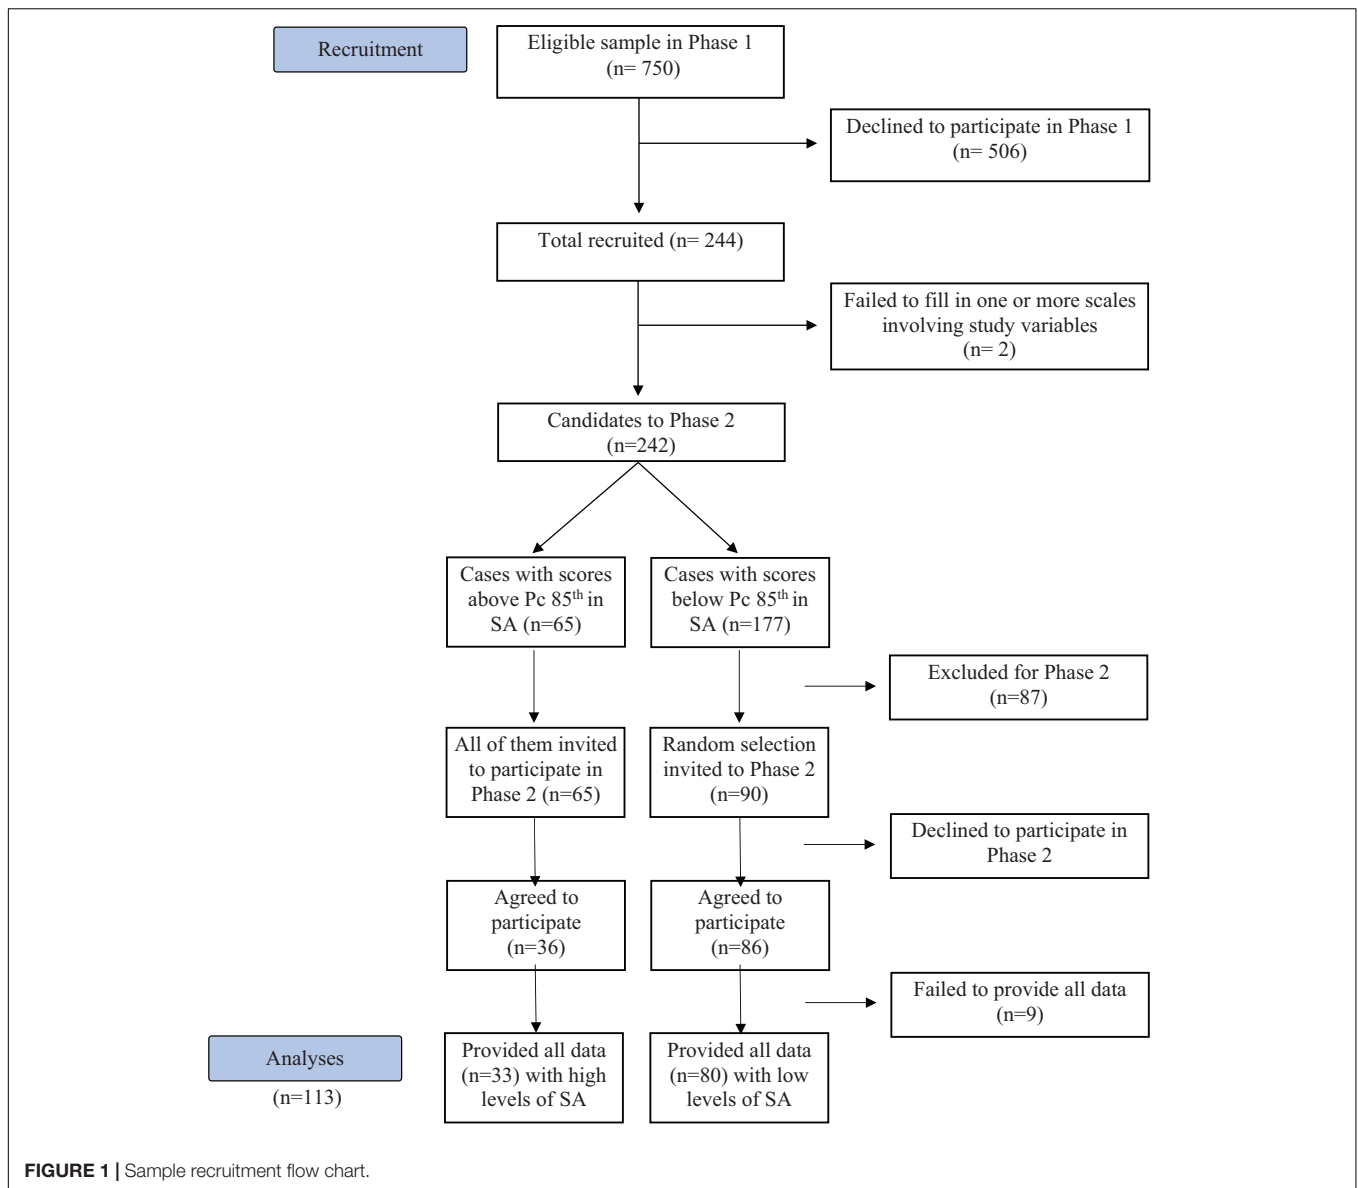 Recruitment
Eligible sample in Phase 1
(n= 750)
Declined to participate in Phase 1
(n= 506)
Total recruited (n= 244)
Failed to fill in one or more scales
involving study variables
(n= 2)
Candidates to Phase 2
(n=242)
Cases with scores
above Pc 85th in
SA (n=65)
Cases with scores
below Pc 85th in
SA (n=177)
Excluded for Phase 2
(n=87)
All of them invited
to participate in
Phase 2 (n=65)
Random selection
invited to Phase 2
(n=90)
Declined to participate in
Phase 2
Agreed to
participate
(n=36)
Agreed to
participate
(n=86)
Failed to provide all data
(n=9)
Analyses
(n=113)
Provided all data
(n=33) with high
levels of SA
Provided all data
(n=80) with low
levels of SA
FIGURE 1 | Sample recruitment flow chart.